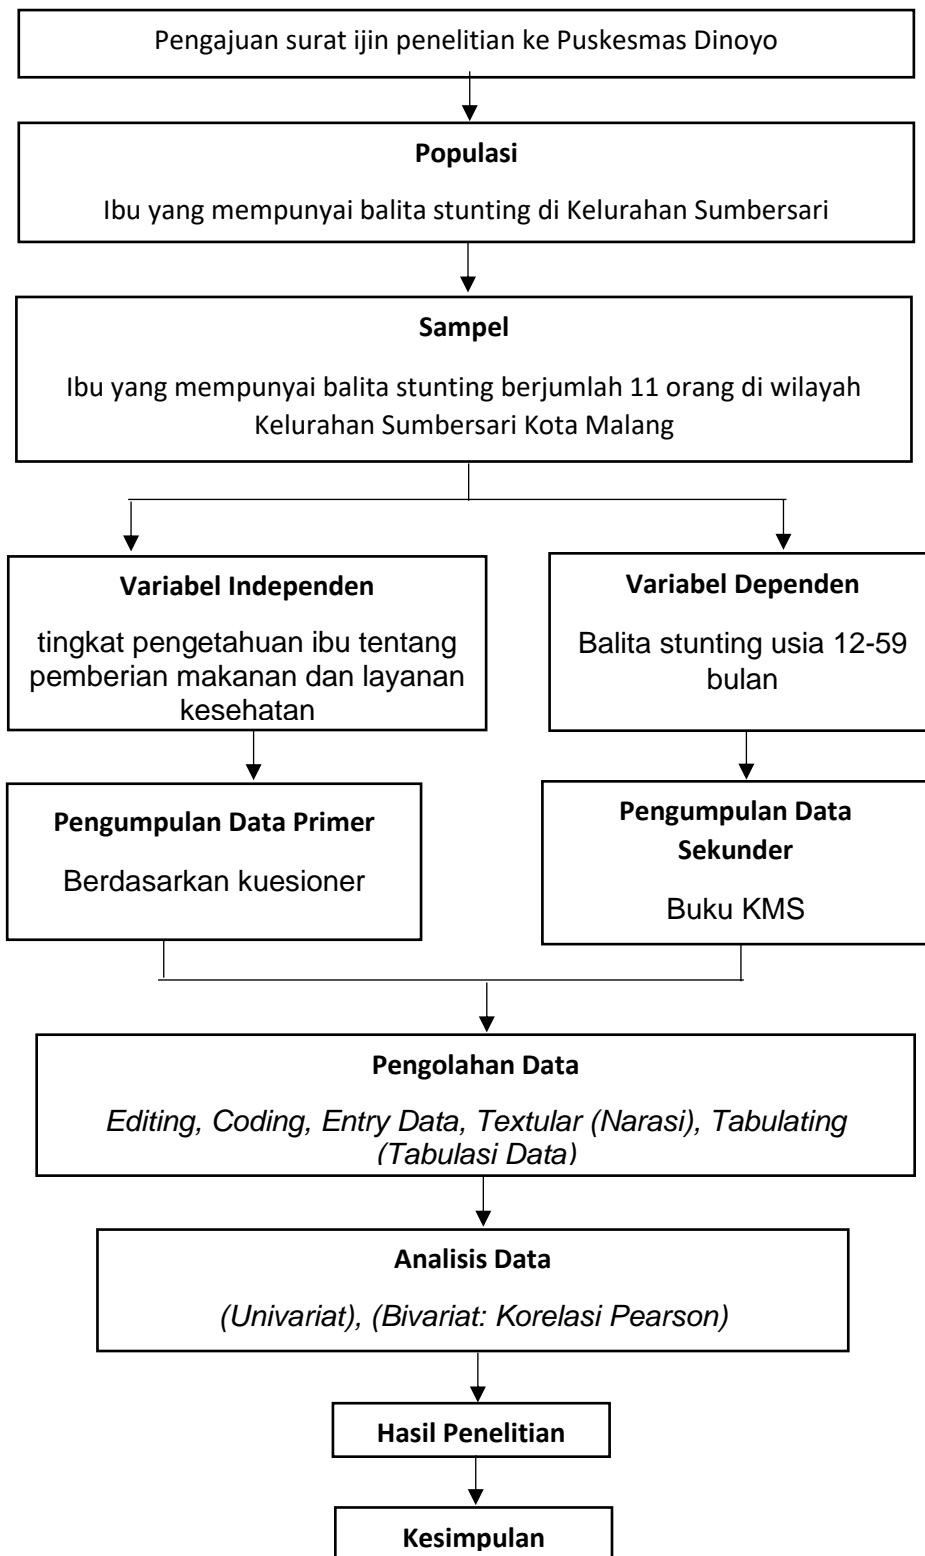 Pengajuan surat ijin penelitian ke Puskesmas Dinoyo
Populasi
Ibu yang mempunyai balita stunting di Kelurahan Sumbersari
Sampel
Ibu yang mempunyai balita stunting berjumlah 11 orang di wilayah
Kelurahan Sumbersari Kota Malang
Variabel Independen
tingkat pengetahuan ibu tentang
pemberian makanan dan layanan
kesehatan
Variabel Dependen
Balita stunting usia 12-59
bulan
Pengumpulan Data Primer
Berdasarkan kuesioner
Pengumpulan Data
Sekunder
Buku KMS
Pengolahan Data
Editing, Coding, Entry Data, Textular (Narasi), Tabulating
(Tabulasi Data)
Analisis Data
(Univariat), (Bivariat: Korelasi Pearson)
Hasil Penelitian
Kesimpulan